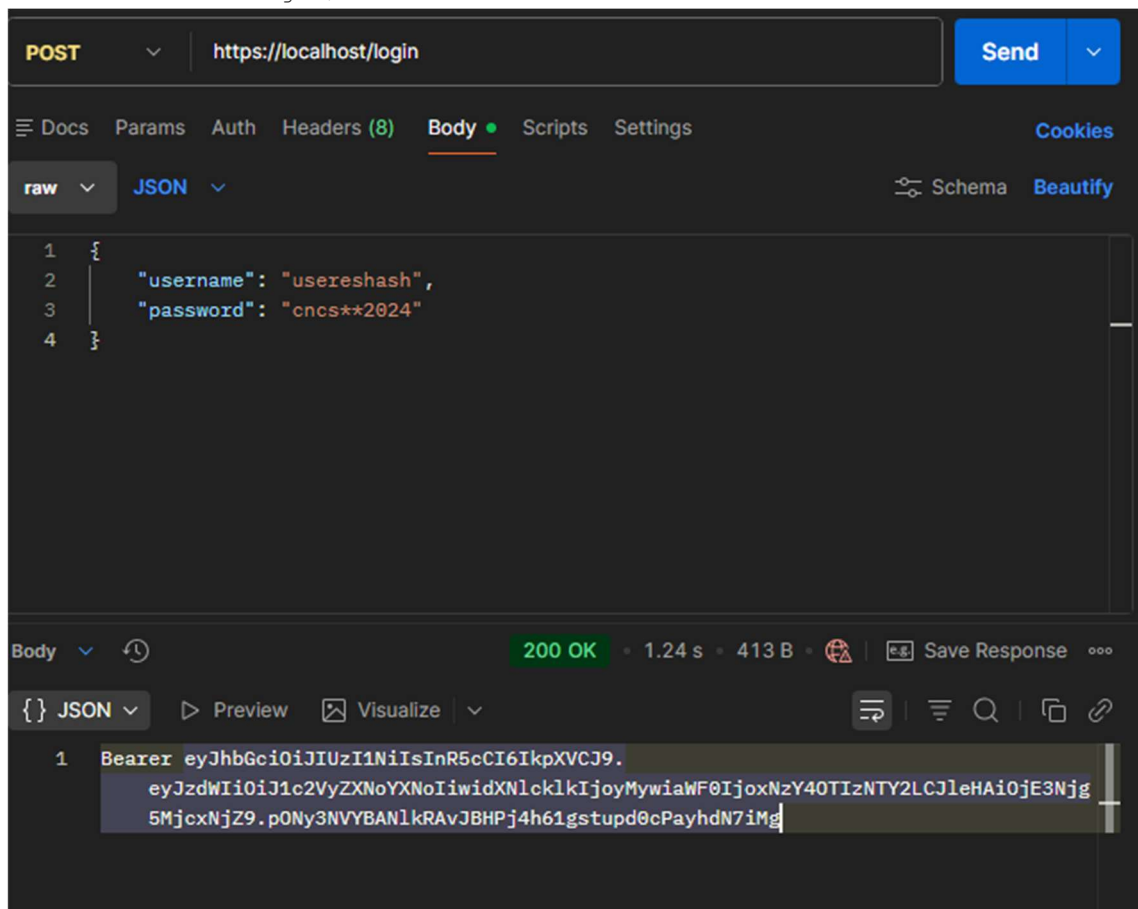 POST https://localhost/login Send
Docs Params Auth Headers (8) Body Scripts Settings Cookies
raw JSON Schema Beautify
1 {
2 "username": "usereshash",
3 "password": "cncs**2024"
4 }
Body 200 OK 1.24 s 413 B e.g. Save Response
{} JSON Preview Visualize
1 Bearer eyJhbGciOiJIUzI1NiIsInR5cCI6IkpXVCJ9.
eyJzdWIiOiJ1c2VyZXNoYXNoIiwidXNlcklkIjoyMywiaWF0IjoxNzY4OTIzNTY2LCJleHAiOjE3Njg
5MjcxNjZ9.pONy3NVYBANlkRAvJBHPj4h61gstupd0cPayhdN7iMg